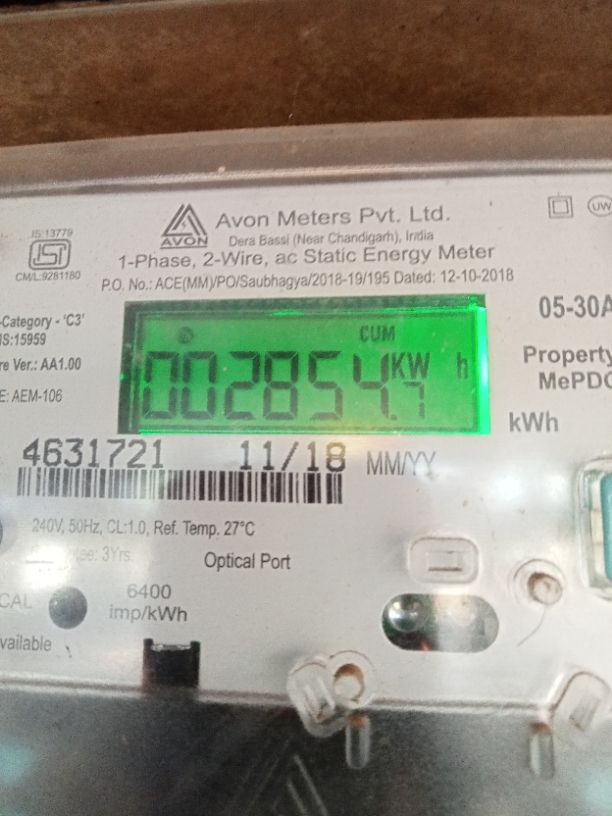 IS:13779
CM/L:9281180
AVON
Avon Meters Pvt. Ltd.
Dera Bassi (Near Chandigarh), India
1-Phase, 2-Wire, ac Static Energy Meter
P.O. No.: ACE(MM)/PO/Saubhagya/2018-19/195 Dated: 12-10-2018
UW
-Category - 'C3'
IS:15959
re Ver.: AA1.00
E: AEM-106
CUM
002854.7 KW h
05-30A
Property
MePDC
kWh
4631721 11/18 MM/YY
240V, 50Hz, CL:1.0, Ref. Temp. 27°C
3Yrs.
Optical Port
CAL
6400
imp/kWh
vailable